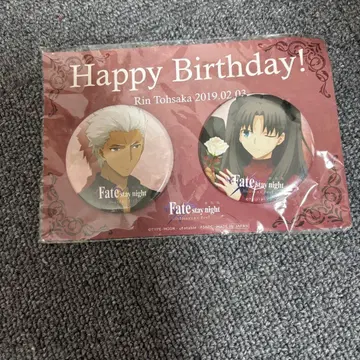 Happy Birthday!
Rin Tohsaka 2019.02.03
Fate
stay night
Fate
stay night
Fate
stay night